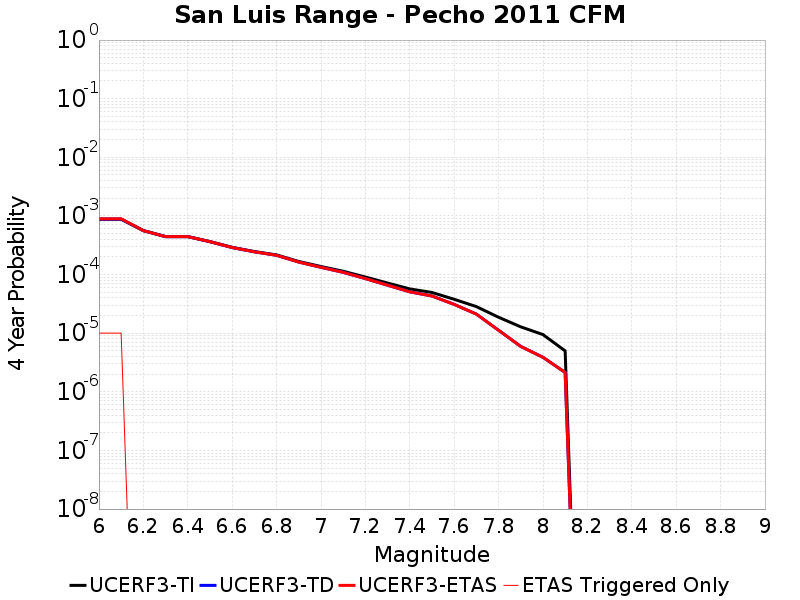 San Luis Range - Pecho 2011 CFM
10^0
10^-1
10^-2
10^-3
10^-4
10^-5
10^-6
10^-7
10^-8
4 Year Probability
6 6.2 6.4 6.6 6.8 7 7.2 7.4 7.6 7.8 8 8.2 8.4 8.6 8.8 9
Magnitude
UCERF3-TI UCERF3-TD UCERF3-ETAS ETAS Triggered Only